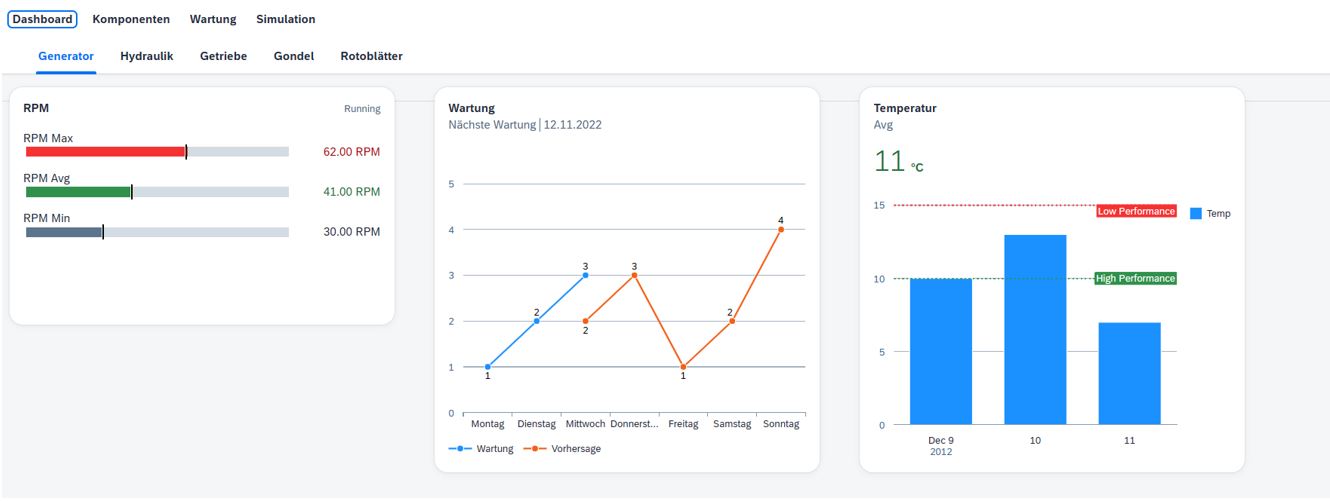 Dashboard Komponenten Wartung Simulation
Generator Hydraulik Getriebe Gondel Rotoblätter
RPM
Running
RPM Max
62.00 RPM
RPM Avg
41.00 RPM
RPM Min
30.00 RPM
Wartung
Nächste Wartung | 12.11.2022
5
4
3
2
1
0
1
2
3
2
3
1
2
4
Montag Dienstag Mittwoch Donnerst... Freitag Samstag Sonntag
Wartung Vorhersage
Temperatur
Avg
11 °C
15
10
5
0
Low Performance
High Performance
Temp
Dec 9 10 11
2012